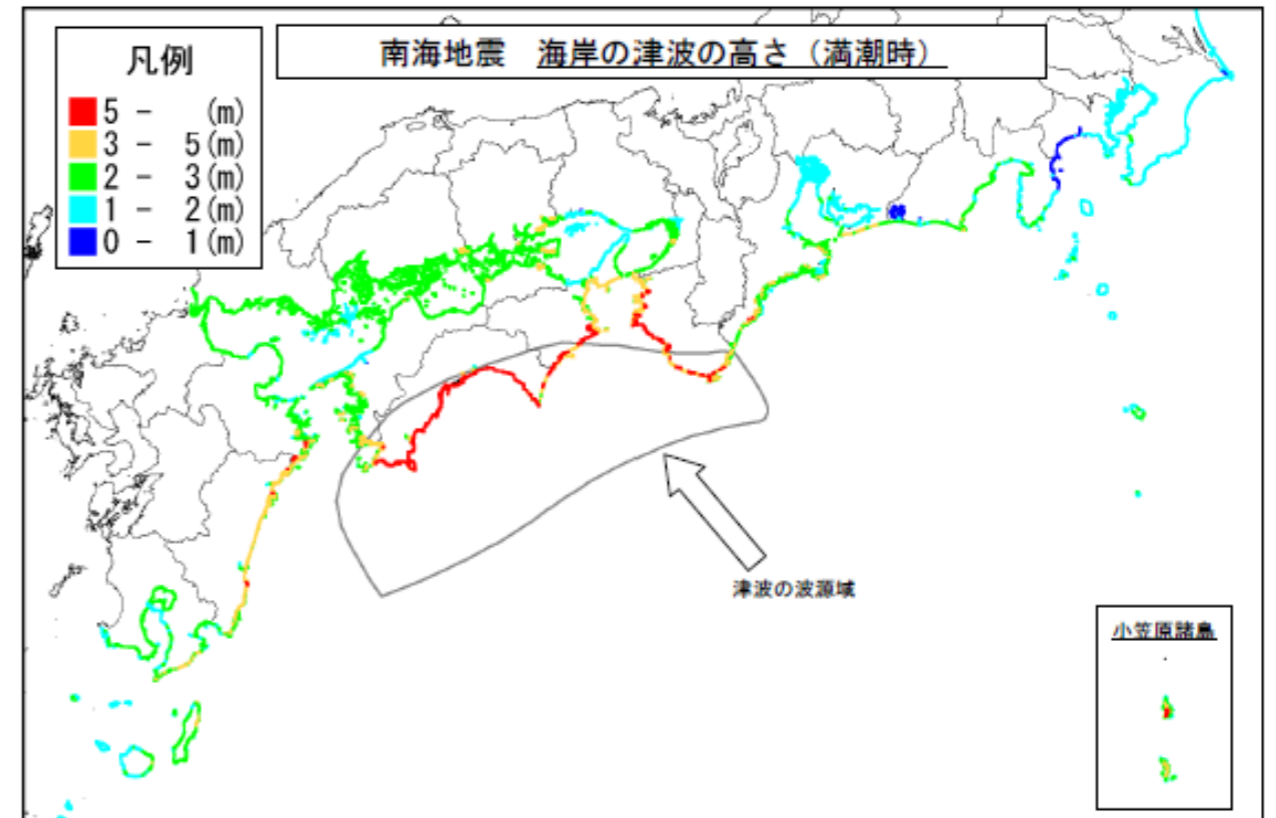 南海地震 海岸の津波の高さ(満潮時)
凡例
5 - (m)
3 - 5(m)
2 - 3(m)
1 - 2(m)
0 - 1(m)
津波の波源域
小笠原諸島